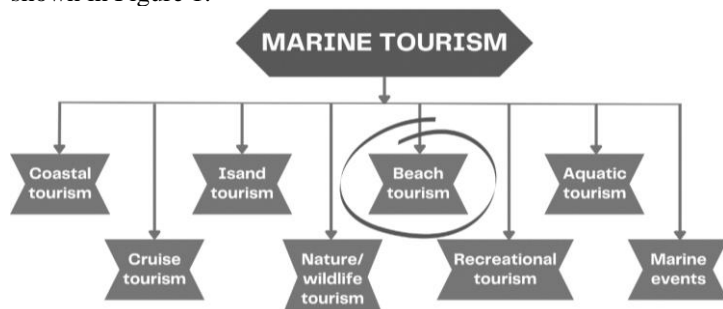 shown in Figure 1.
MARINE TOURISM
Coastal
tourism
Isand
tourism
Beach
tourism
Aquatic
tourism
Cruise
tourism
Nature/
wildlife
tourism
Recreational
tourism
Marine
events